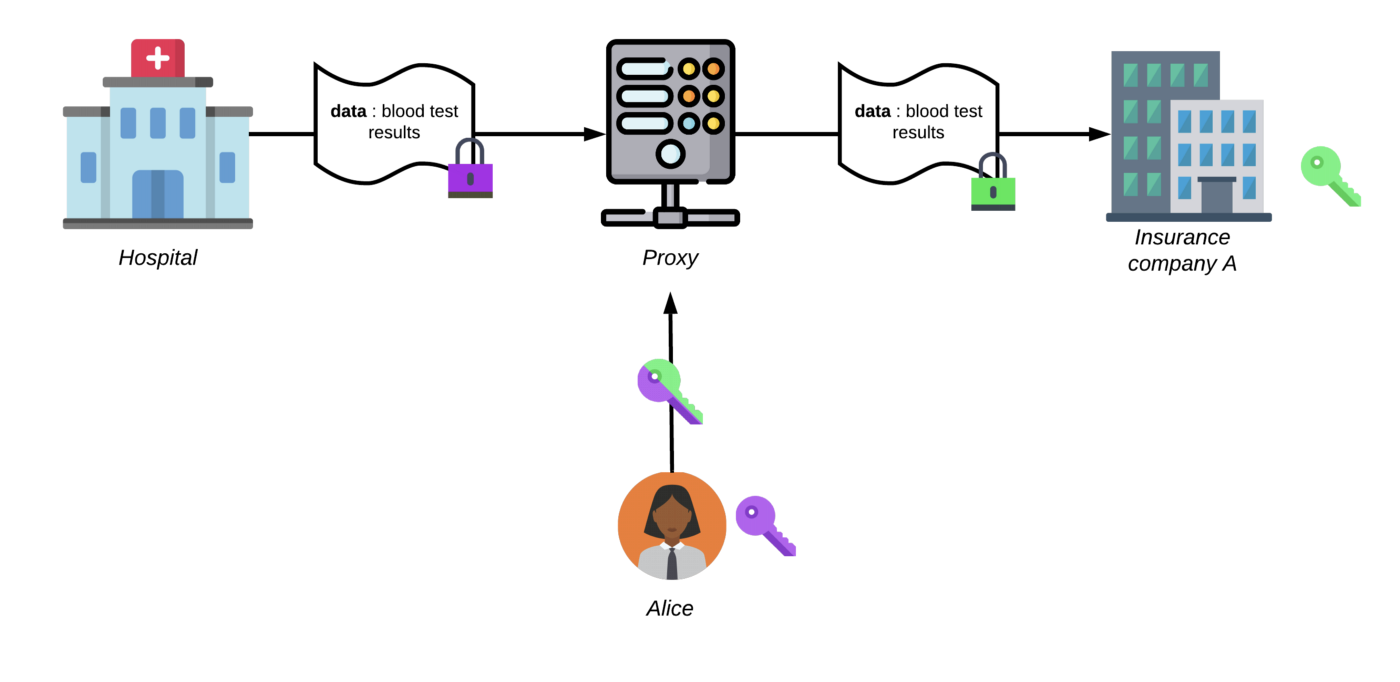 data : blood test
results
data : blood test
results
Hospital
Proxy
Insurance
company A
Alice